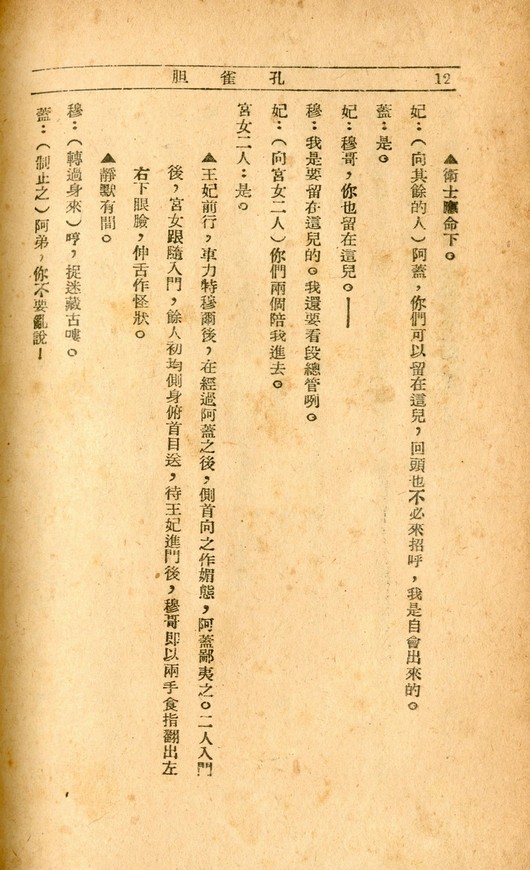 孔雀胆 12
▲衛士應命下。
妃：（向其餘的人）阿蓋，你們可以留在這兒，回頭也不必來招呼，我是自會出來的。
蓋：是。
妃：穆哥，你也留在這兒。——
穆：我是要留在這兒的。我還要看段總管咧。
妃：（向宮女二人）你們兩個陪我進去。
宮女二人：是。
▲王妃前行，車力特穆爾後，在經過阿蓋之後，側首向之作媚態，阿蓋鄙夷之。二人入門
後，宮女跟隨入門，餘人初均側身俯首目送，待王妃進門後，穆哥即以兩手食指翻出左
右下眼臉，伸舌作怪狀。
▲靜默有間。
穆：（轉過身來）哼，捉迷藏古嘍。
蓋：（制止之）阿弟，你不要亂說！